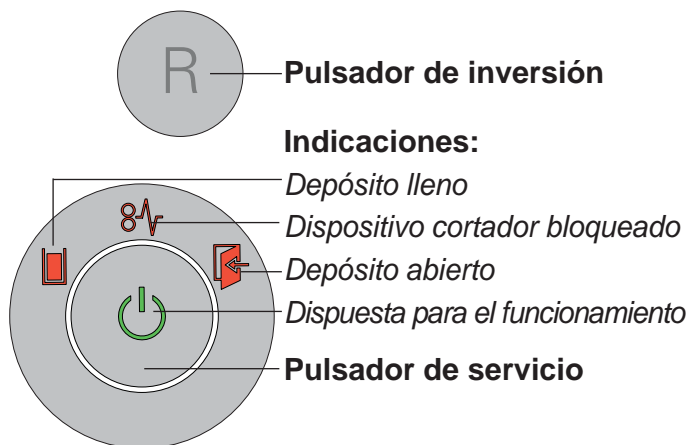 R
Pulsador de inversión
Indicaciones:
Depósito lleno
Dispositivo cortador bloqueado
Depósito abierto
Dispuesta para el funcionamiento
Pulsador de servicio